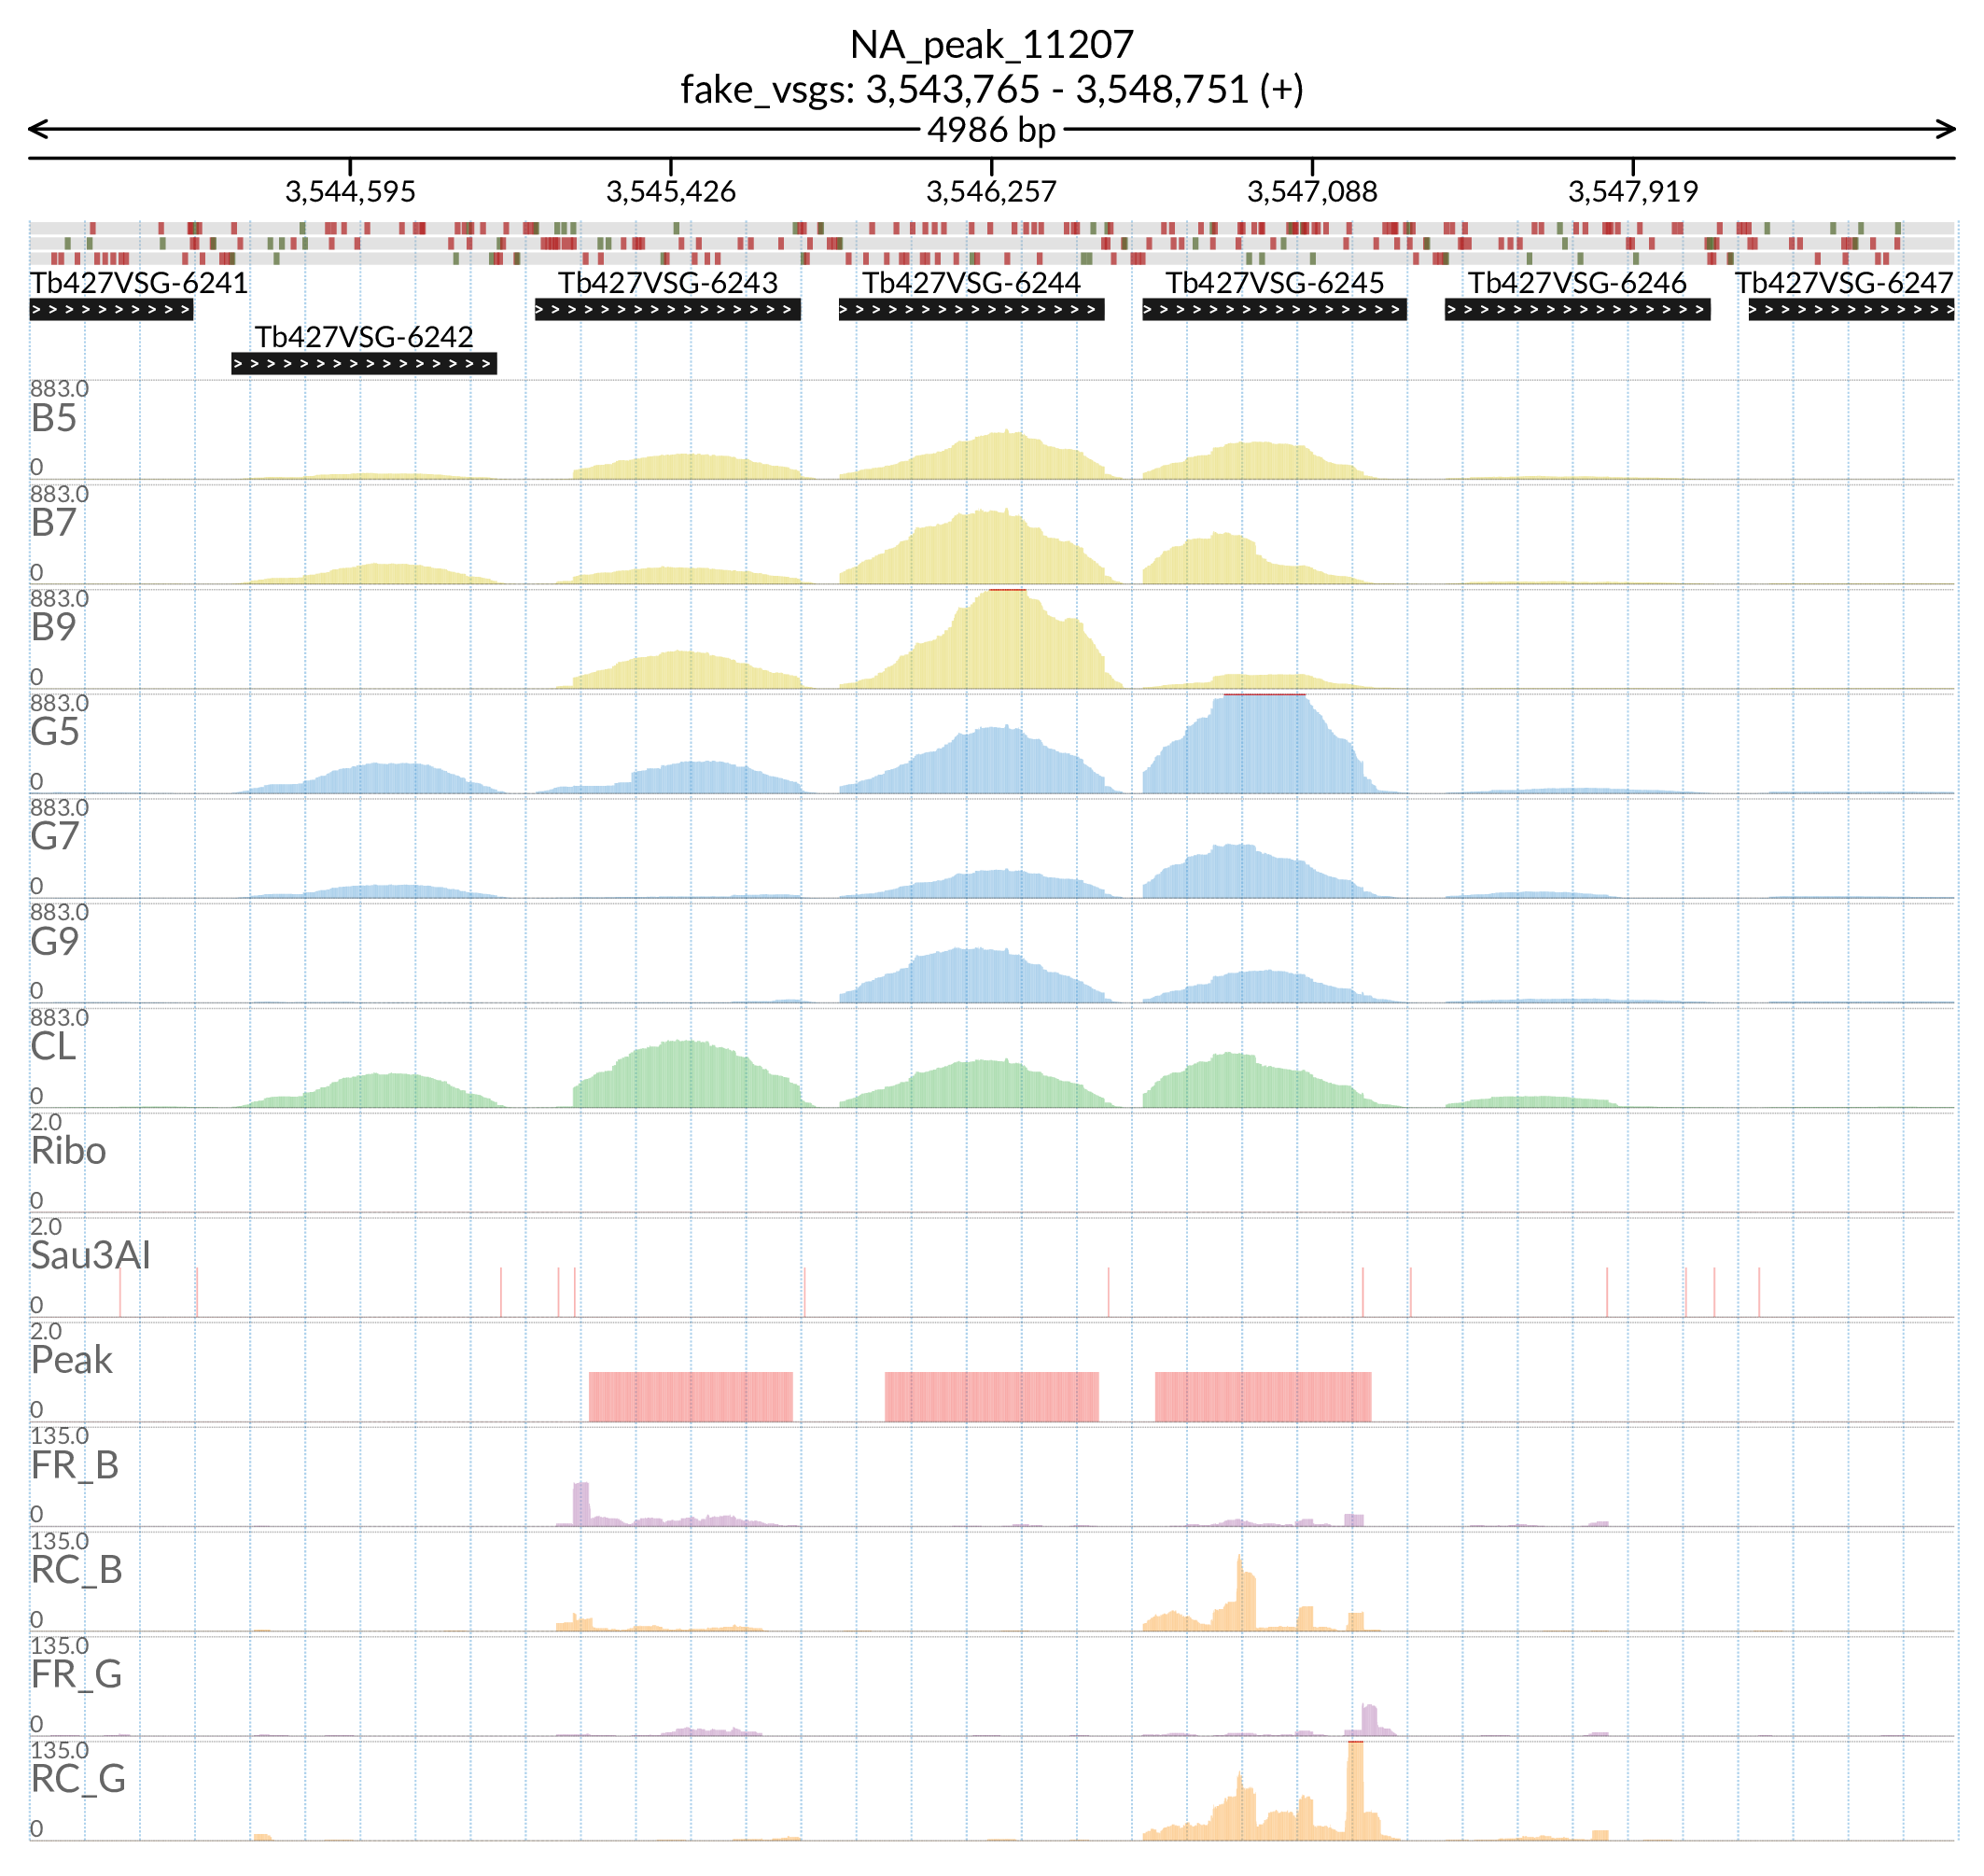 NA_peak_11207
fake_vsgs: 3,543,765 - 3,548,751 (+)
4986 bp
3,544,595 3,545,426 3,546,257 3,547,088 3,547,919
Tb427VSG-6241 Tb427VSG-6243 Tb427VSG-6244 Tb427VSG-6245 Tb427VSG-6246 Tb427VSG-6247
Tb427VSG-6242
883.0
B5
0
883.0
B7
0
883.0
B9
0
883.0
G5
0
883.0
G7
0
883.0
G9
0
883.0
CL
0
2.0
Ribo
0
2.0
Sau3AI
0
2.0
Peak
0
135.0
FR_B
0
135.0
RC_B
0
135.0
FR_G
0
135.0
RC_G
0